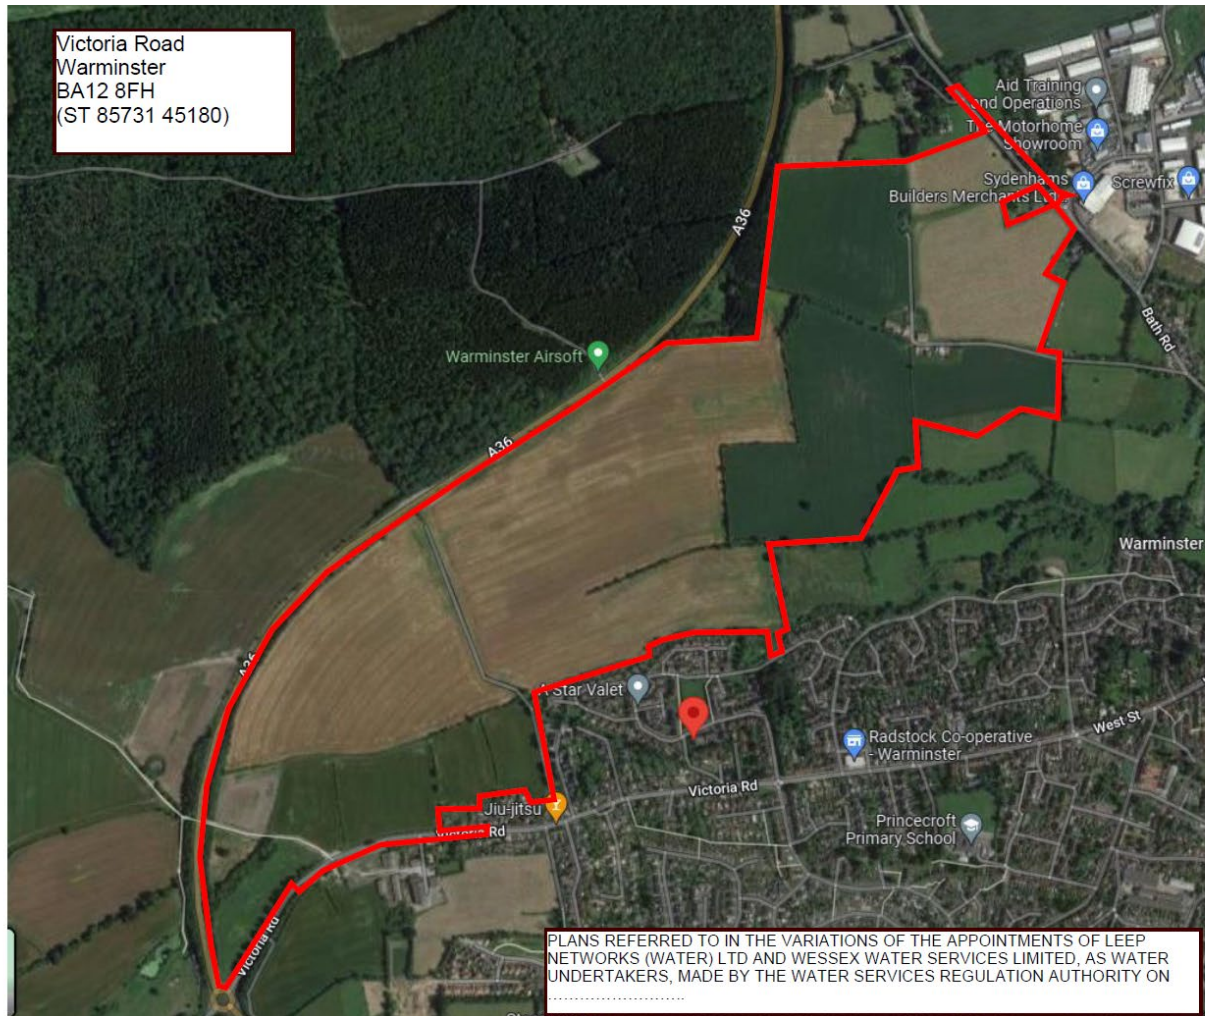 Victoria Road
Warminster
BA12 8FH
(ST 85731 45180)
Aid Training
and Operations
The Motorhome
Showroom
Sydenhams
Builders Merchants Ltd
Screwfix
A36
Bath Rd
Warminster Airsoft
A36
Warminster
A36
A Star Valet
West St
Radstock Co-operative
- Warminster
Victoria Rd
Jiu-jitsu
Victoria Rd
Princecroft
Primary School
Victoria Rd
PLANS REFERRED TO IN THE VARIATIONS OF THE APPOINTMENTS OF LEEP
NETWORKS (WATER) LTD AND WESSEX WATER SERVICES LIMITED, AS WATER
UNDERTAKERS, MADE BY THE WATER SERVICES REGULATION AUTHORITY ON
……………………..